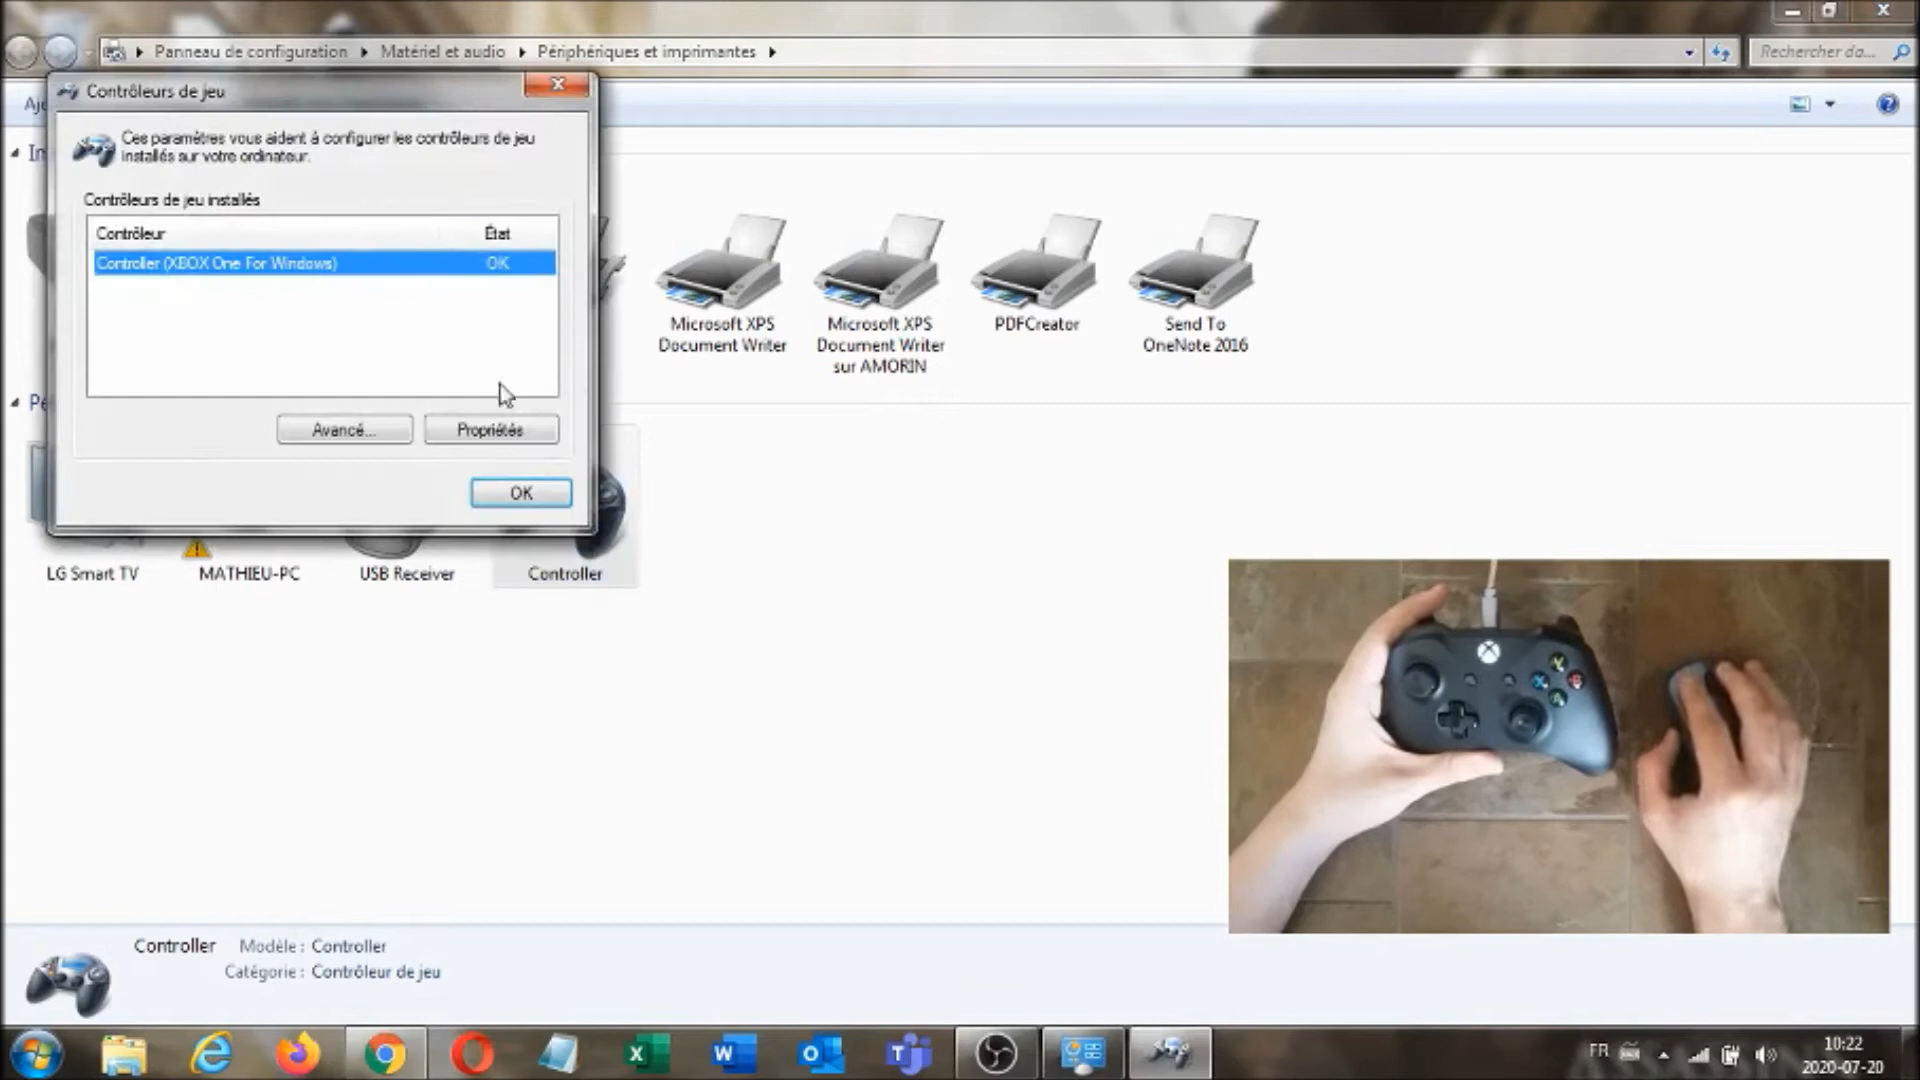 Panneau de configuration
Matériel et audio
Périphériques et imprimantes
Rechercher da...
Contrôleurs de jeu
Ces paramètres vous aident à configurer les contrôleurs de jeu
installés sur votre ordinateur.
Contrôleurs de jeu installés
Contrôleur État
Controller (XBOX One For Windows) OK
Avancé... Propriétés
OK
Microsoft XPS
Document Writer
Microsoft XPS
Document Writer
sur AMORIN
PDFCreator
Send To
OneNote 2016
LG Smart TV
MATHIEU-PC
USB Receiver
Controller
Y
X
B
A
Controller Modèle : Controller
Catégorie : Contrôleur de jeu
FR
10:22
2020-07-20